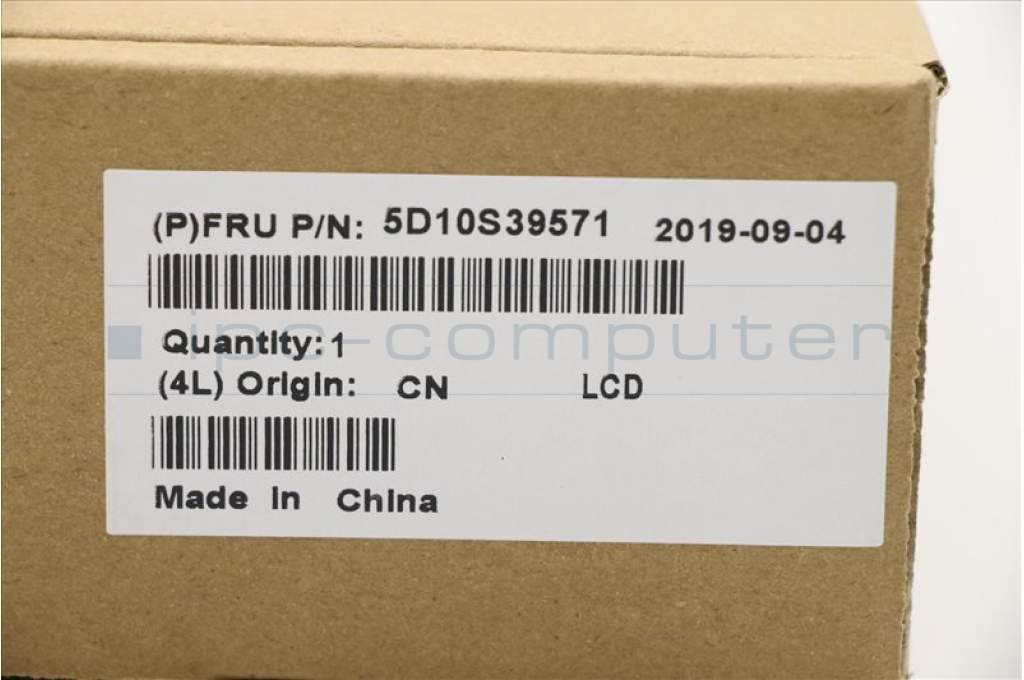 (P)FRU P/N: 5D10S39571 2019-09-04
ipc-computer
Quantity: 1
(4L) Origin: CN LCD
Made in China